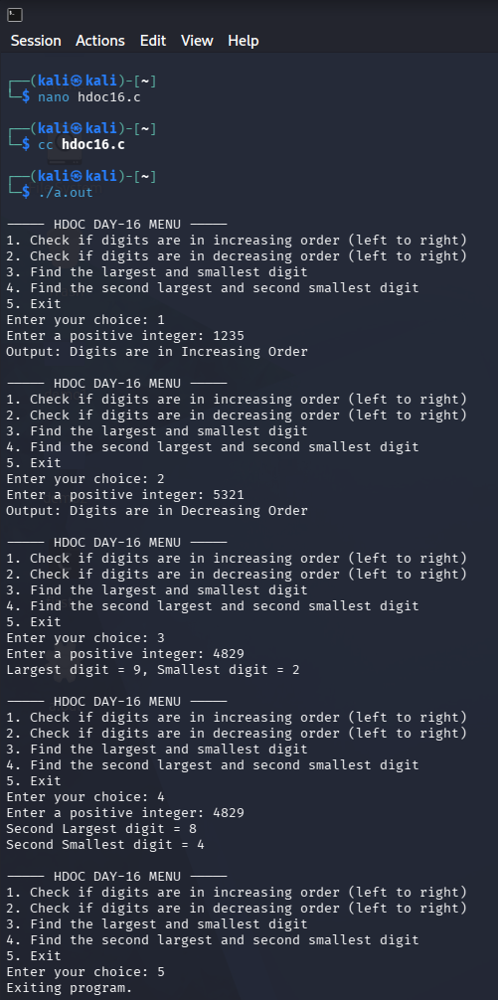 Session Actions Edit View Help
┌──(kali㉿kali)-[~]
└─$ nano hdoc16.c
┌──(kali㉿kali)-[~]
└─$ cc hdoc16.c
┌──(kali㉿kali)-[~]
└─$ ./a.out
----- HDOC DAY-16 MENU -----
1. Check if digits are in increasing order (left to right)
2. Check if digits are in decreasing order (left to right)
3. Find the largest and smallest digit
4. Find the second largest and second smallest digit
5. Exit
Enter your choice: 1
Enter a positive integer: 1235
Output: Digits are in Increasing Order
----- HDOC DAY-16 MENU -----
1. Check if digits are in increasing order (left to right)
2. Check if digits are in decreasing order (left to right)
3. Find the largest and smallest digit
4. Find the second largest and second smallest digit
5. Exit
Enter your choice: 2
Enter a positive integer: 5321
Output: Digits are in Decreasing Order
----- HDOC DAY-16 MENU -----
1. Check if digits are in increasing order (left to right)
2. Check if digits are in decreasing order (left to right)
3. Find the largest and smallest digit
4. Find the second largest and second smallest digit
5. Exit
Enter your choice: 3
Enter a positive integer: 4829
Largest digit = 9, Smallest digit = 2
----- HDOC DAY-16 MENU -----
1. Check if digits are in increasing order (left to right)
2. Check if digits are in decreasing order (left to right)
3. Find the largest and smallest digit
4. Find the second largest and second smallest digit
5. Exit
Enter your choice: 4
Enter a positive integer: 4829
Second Largest digit = 8
Second Smallest digit = 4
----- HDOC DAY-16 MENU -----
1. Check if digits are in increasing order (left to right)
2. Check if digits are in decreasing order (left to right)
3. Find the largest and smallest digit
4. Find the second largest and second smallest digit
5. Exit
Enter your choice: 5
Exiting program.